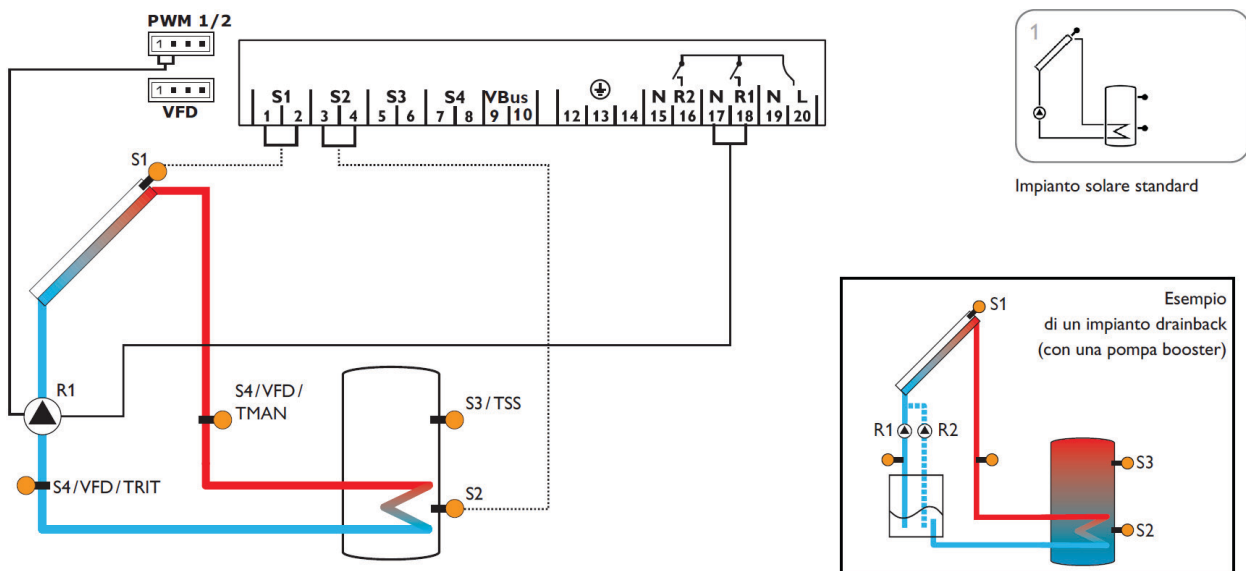 PWM 1/2
1
1
VFD
S1 S2 S3 S4 VBus N R2 N R1 N L
1 2 3 4 5 6 7 8 9 10 12 13 14 15 16 17 18 19 20
S1
R1
S4/VFD/
TMAN
S3/TSS
S2
S4/VFD/TRIT
1
Impianto solare standard
Esempio
di un impianto drainback
(con una pompa booster)
S1
R1
R2
S3
S2